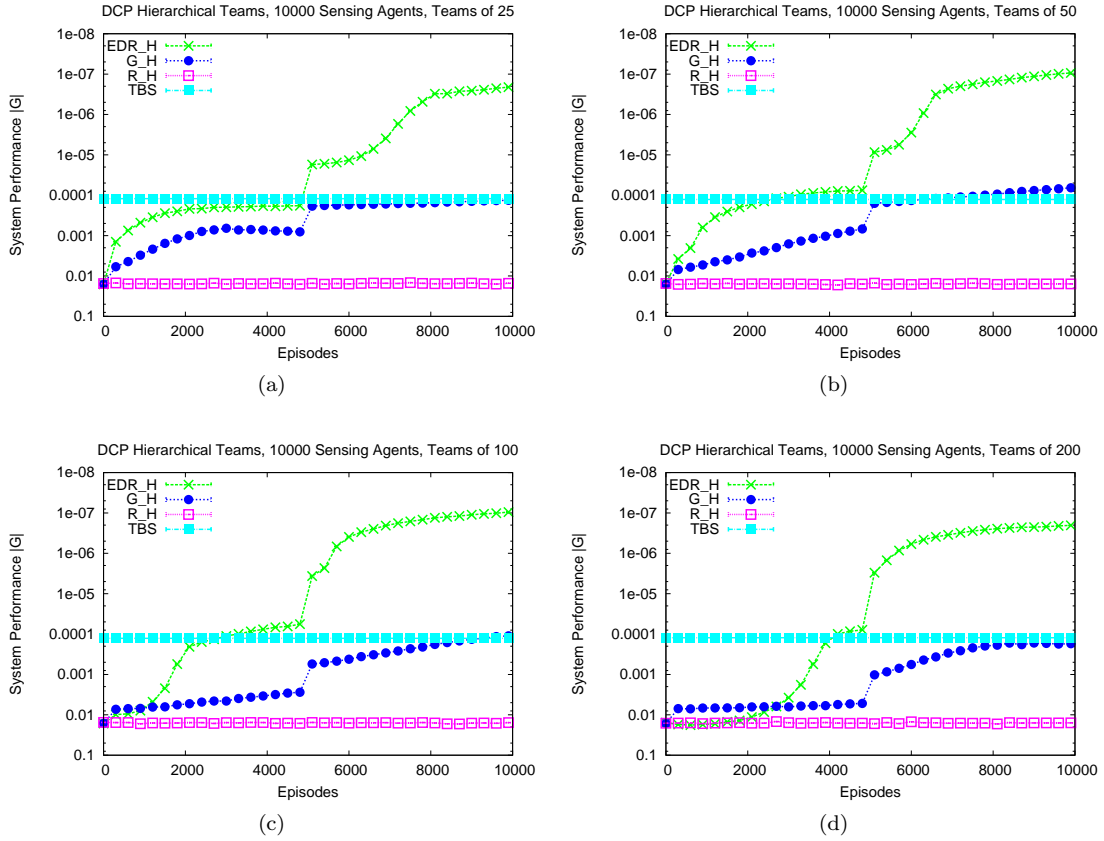 DCP Hierarchical Teams, 10000 Sensing Agents, Teams of 25
System Performance |G|
1e-08
1e-07
1e-06
1e-05
0.0001
0.001
0.01
0.1
EDR_H
G_H
R_H
TBS
0 2000 4000 6000 8000 10000
Episodes
(a)
DCP Hierarchical Teams, 10000 Sensing Agents, Teams of 50
System Performance |G|
1e-08
1e-07
1e-06
1e-05
0.0001
0.001
0.01
0.1
EDR_H
G_H
R_H
TBS
0 2000 4000 6000 8000 10000
Episodes
(b)
DCP Hierarchical Teams, 10000 Sensing Agents, Teams of 100
System Performance |G|
1e-08
1e-07
1e-06
1e-05
0.0001
0.001
0.01
0.1
EDR_H
G_H
R_H
TBS
0 2000 4000 6000 8000 10000
Episodes
(c)
DCP Hierarchical Teams, 10000 Sensing Agents, Teams of 200
System Performance |G|
1e-08
1e-07
1e-06
1e-05
0.0001
0.001
0.01
0.1
EDR_H
G_H
R_H
TBS
0 2000 4000 6000 8000 10000
Episodes
(d)